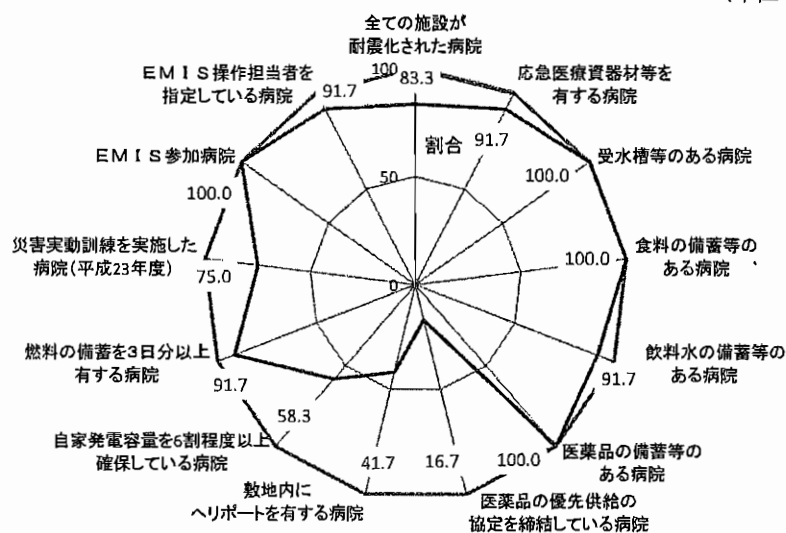 全ての施設が
耐震化された病院
100
83.3
応急医療資器材等を
有する病院
91.7
受水槽等のある病院
100.0
食料の備蓄等の
ある病院
100.0
飲料水の備蓄等の
ある病院
91.7
医薬品の備蓄等の
ある病院
100.0
医薬品の優先供給の
協定を締結している病院
16.7
敷地内に
ヘリポートを有する病院
41.7
自家発電容量を6割程度以上
確保している病院
58.3
燃料の備蓄を3日分以上
有する病院
91.7
災害実動訓練を実施した
病院(平成23年度)
75.0
EMIS参加病院
100.0
EMIS操作担当者を
指定している病院
91.7
割合
50
0